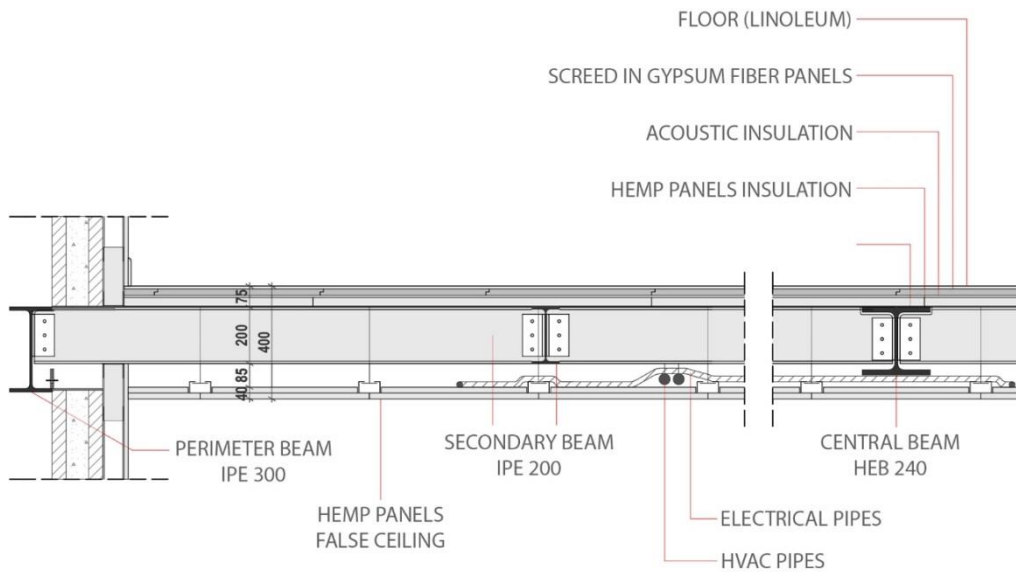 FLOOR (LINOLEUM)
SCREED IN GYPSUM FIBER PANELS
ACOUSTIC INSULATION
HEMP PANELS INSULATION
75
200
400
85
40
PERIMETER BEAM
IPE 300
SECONDARY BEAM
IPE 200
CENTRAL BEAM
HEB 240
HEMP PANELS
FALSE CEILING
ELECTRICAL PIPES
HVAC PIPES